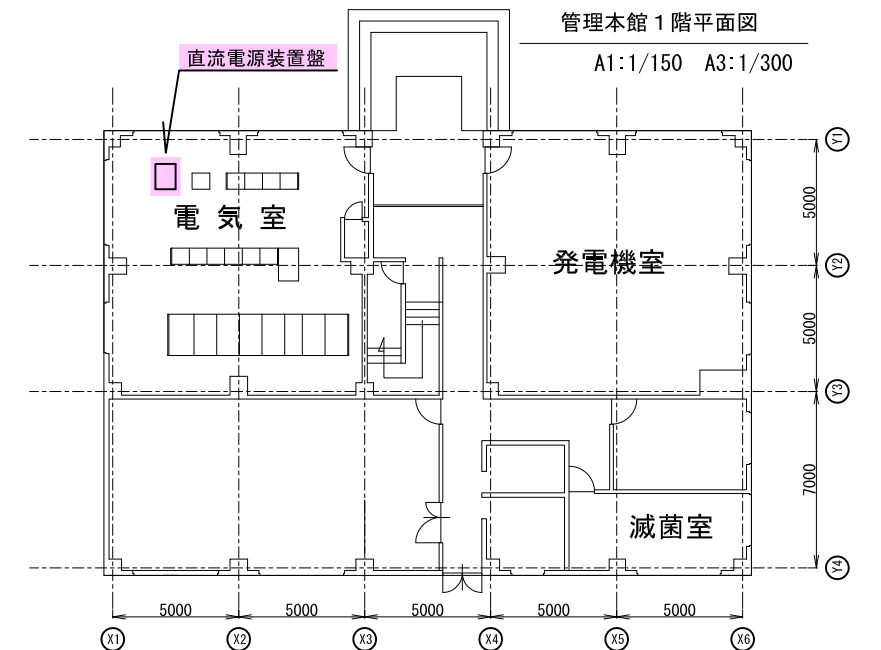 管理本館１階平面図
A1:1/150 A3:1/300
直流電源装置盤
Y1
電気室
5000
発電機室
Y2
5000
Y3
7000
滅菌室
Y4
5000 5000 5000 5000 5000
X1 X2 X3 X4 X5 X6